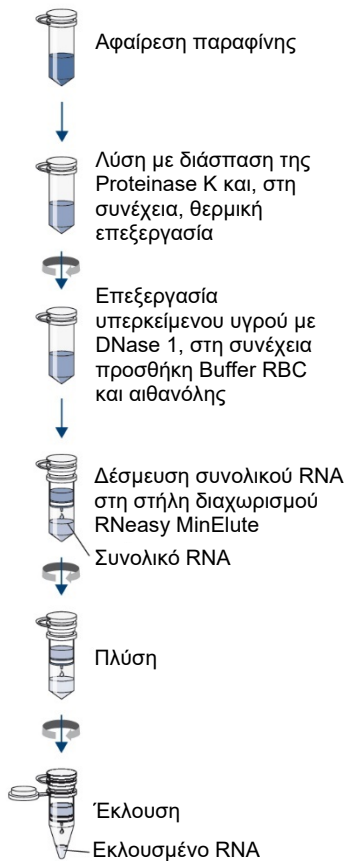 Αφαίρεση παραφίνης
Λύση με διάσπαση της
Proteinase K και, στη
συνέχεια, θερμική
επεξεργασία
Επεξεργασία
υπερκείμενου υγρού με
DNase 1, στη συνέχεια
προσθήκη Buffer RBC
και αιθανόλης
Δέσμευση συνολικού RNA
στη στήλη διαχωρισμού
RNeasy MinElute
Συνολικό RNA
Πλύση
Έκλουση
Εκλουσμένο RNA